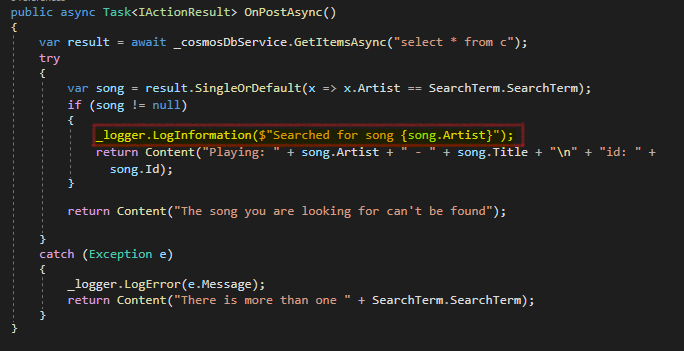 public async Task<IActionResult> OnPostAsync()
{
var result = await _cosmosDbService.GetItemsAsync("select * from c");
try
{
var song = result.SingleOrDefault(x => x.Artist == SearchTerm.SearchTerm);
if (song != null)
{
_logger.LogInformation($"Searched for song {song.Artist}");
return Content("Playing: " + song.Artist + " - " + song.Title + "\n" + "id: " +
song.Id);
}
return Content("The song you are looking for can't be found");
}
catch (Exception e)
{
_logger.LogError(e.Message);
return Content("There is more than one " + SearchTerm.SearchTerm);
}
}